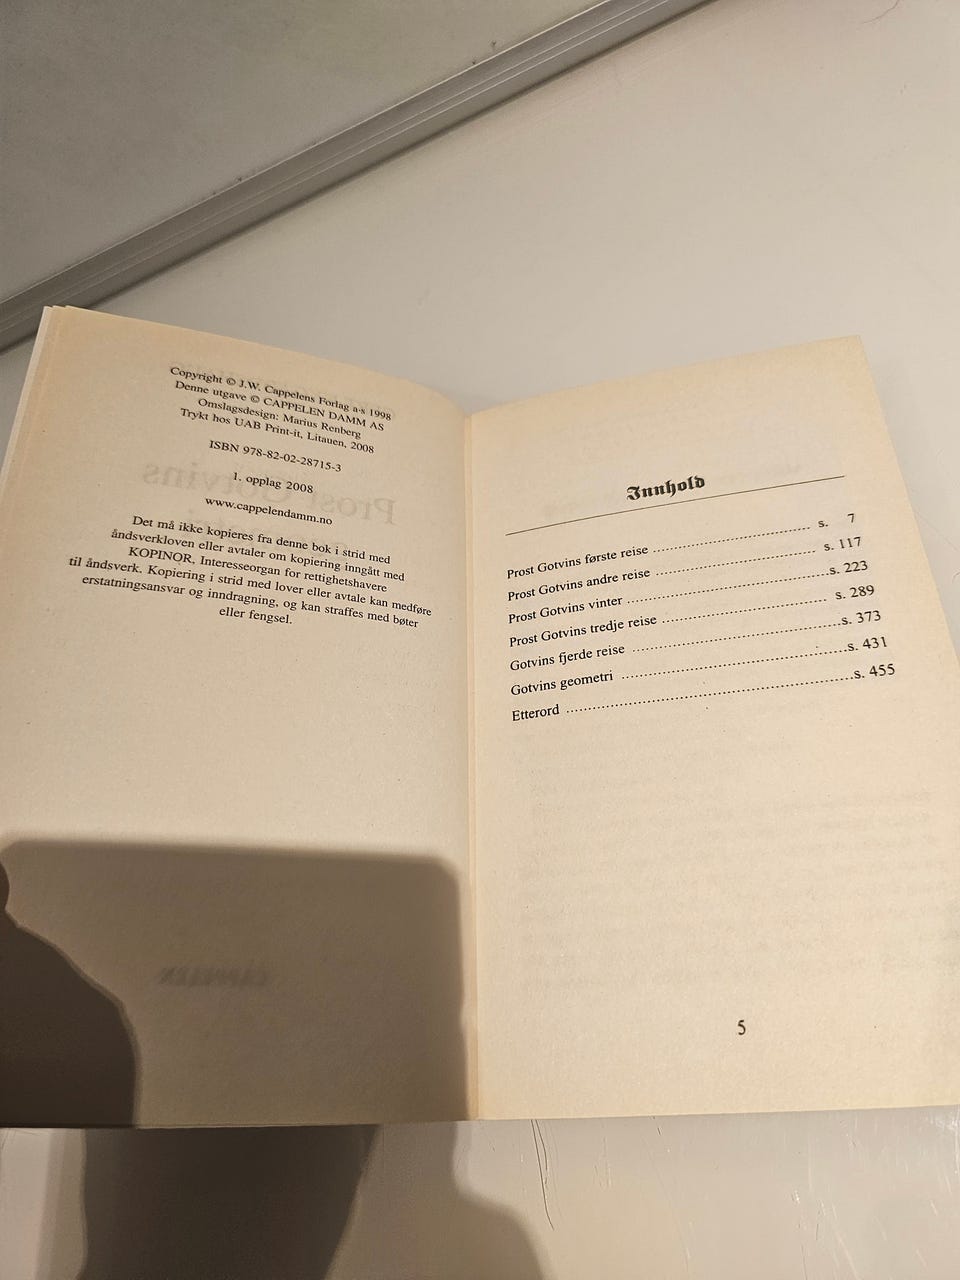 Copyright © J.W. Cappelens Forlag a·s 1998
Denne utgave © CAPPELEN DAMM AS
Omslagsdesign: Marius Renberg
Trykt hos UAB Print-it, Litauen, 2008
ISBN 978-82-02-28715-3
1. opplag 2008
www.cappelendamm.no
Det må ikke kopieres fra denne bok i strid med
åndsverkloven eller avtaler om kopiering inngått med
KOPINOR, Interesseorgan for rettighetshavere
til åndsverk. Kopiering i strid med lover eller avtale kan medføre
erstatningsansvar og inndragning, og kan straffes med bøter
eller fengsel.
Innhold
Prost Gotvins første reise .......................................... s. 7
Prost Gotvins andre reise .......................................... s. 117
Prost Gotvins vinter .......................................... s. 223
Prost Gotvins tredje reise .......................................... s. 289
Gotvins fjerde reise .......................................... s. 373
Gotvins geometri .......................................... s. 431
Etterord .......................................... s. 455
5